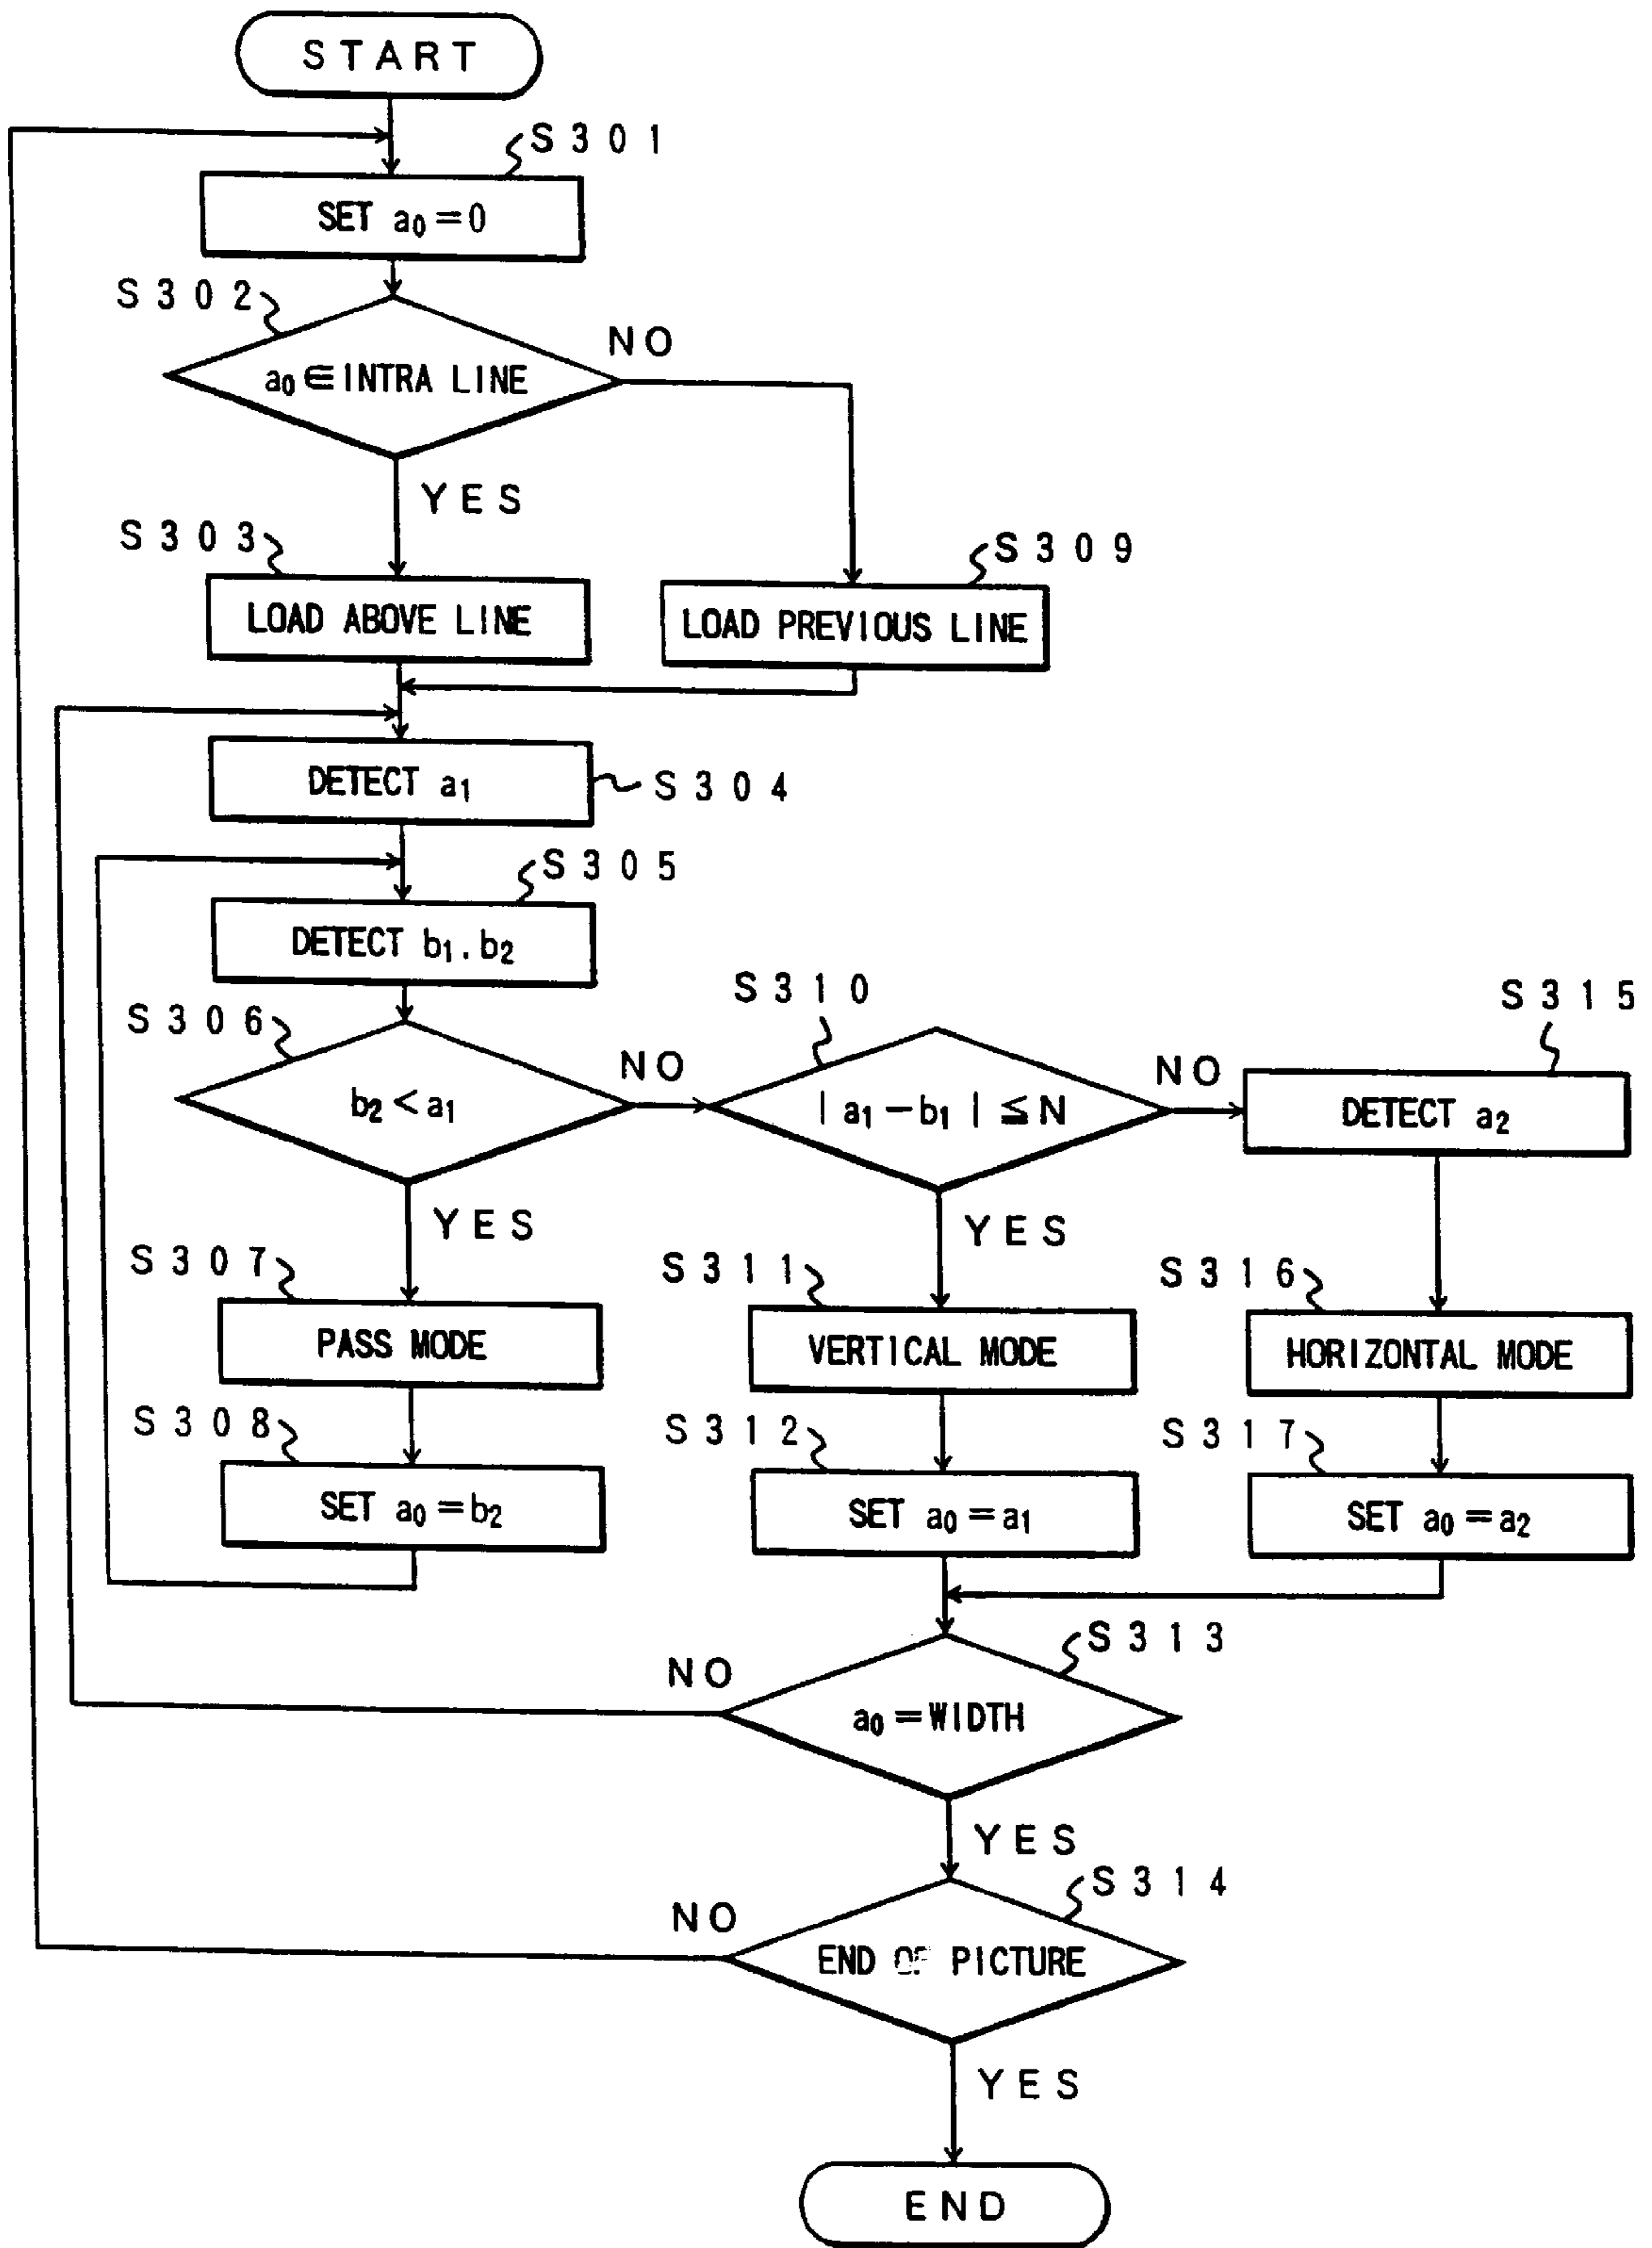 START
S301
SET a₀=0
S302
a₀∈INTRA LINE
NO
YES
S303
S309
LOAD ABOVE LINE
LOAD PREVIOUS LINE
DETECT a₁
S304
S305
DETECT b₁.b₂
S306
S310
S315
b₂<a₁
NO
|a₁−b₁|≦N
NO
DETECT a₂
YES
YES
S307
S311
S316
PASS MODE
VERTICAL MODE
HORIZONTAL MODE
S308
S312
S317
SET a₀=b₂
SET a₀=a₁
SET a₀=a₂
S313
NO
a₀=WIDTH
YES
S314
NO
END OF PICTURE
YES
END